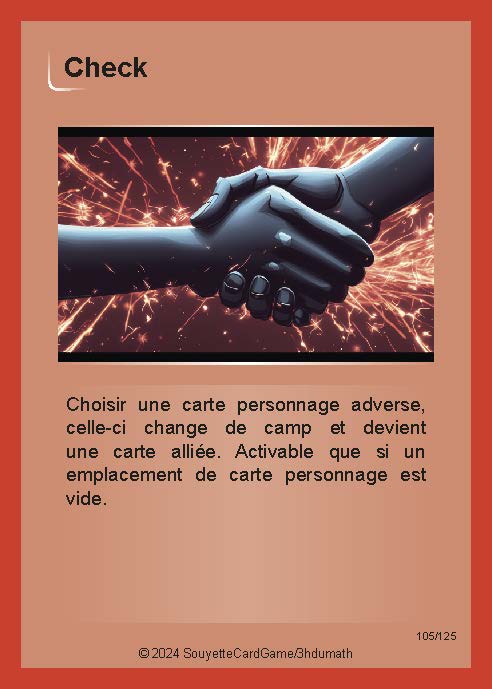 Check
Choisir une carte personnage adverse,
celle-ci change de camp et devient
une carte alliée. Activable que si un
emplacement de carte personnage est
vide.
105/125
© 2024 SouyetteCardGame/3hdumath